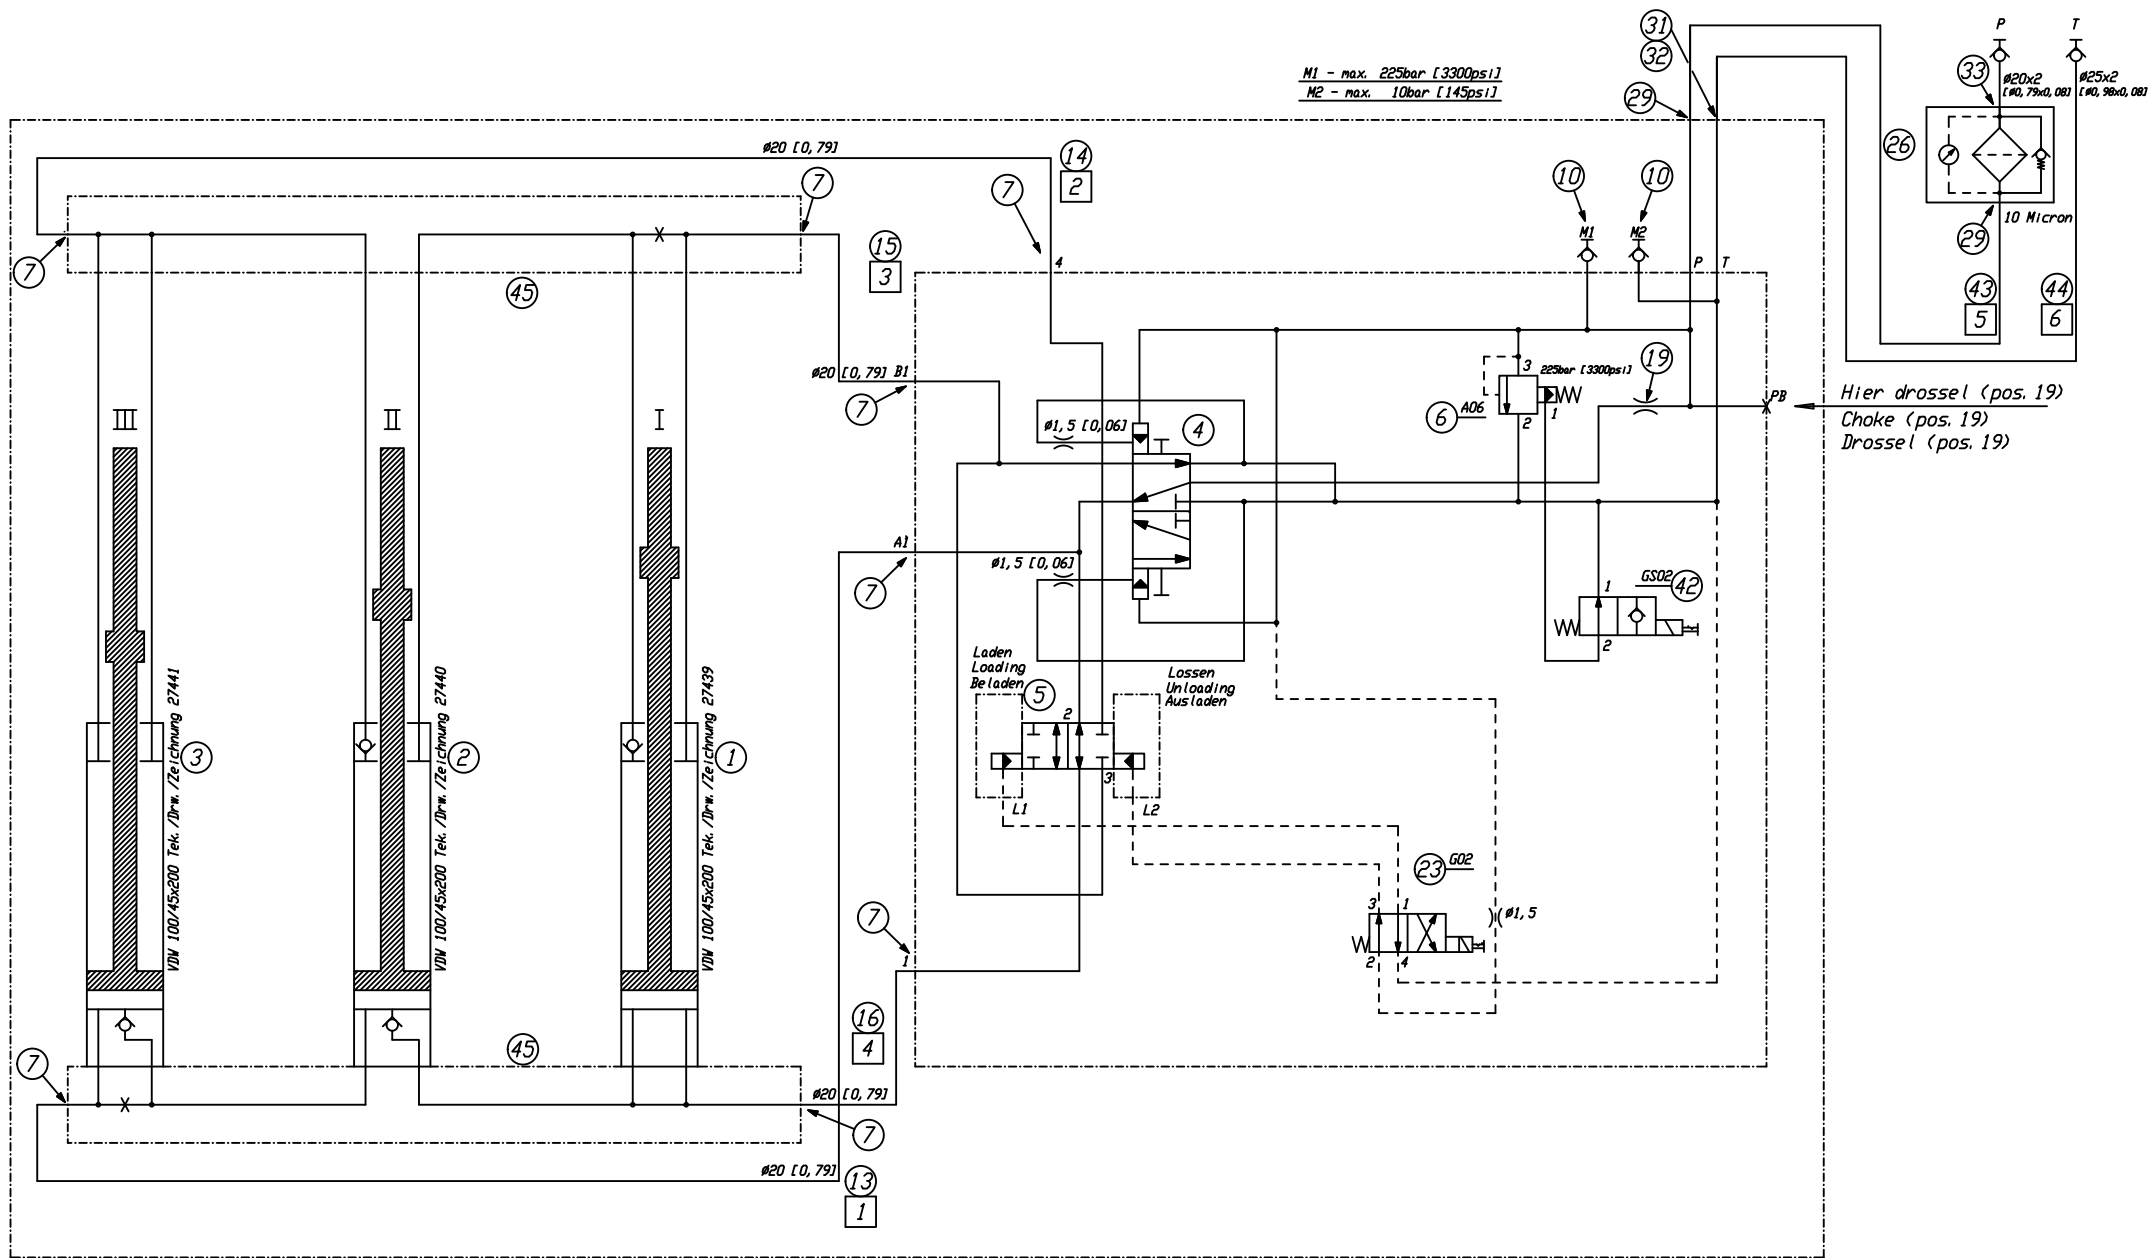 31
32
P
T
M1 - max. 225bar [3300psi]
M2 - max. 10bar [145psi]
29
33
ø20x2
[ø0,79x0,08]
ø25x2
[ø0,98x0,08]
26
ø20 [0,79]
14
2
7
7
10
10
10 Micron
29
M1
M2
15
3
4
P
T
7
45
43
5
44
6
ø20 [0,79]
B1
7
3
225bar [3300psi]
19
6
A06
1
2
PB
Hier drossel (pos. 19)
Choke (pos. 19)
Drossel (pos. 19)
III
II
I
ø1,5 [0,06]
4
A1
7
ø1,5 [0,06]
GS02
42
1
2
Laden
Loading
Beladen
5
Lossen
Unloading
Ausladen
2
3
L1
L2
3
2
1
VDW 100/45x200 Tek./Drw./Zeichnung 27441
VDW 100/45x200 Tek./Drw./Zeichnung 27440
VDW 100/45x200 Tek./Drw./Zeichnung 27439
23
G02
3
1
2
4
ø1,5
7
1
16
4
7
45
ø20 [0,79]
7
ø20 [0,79]
13
1